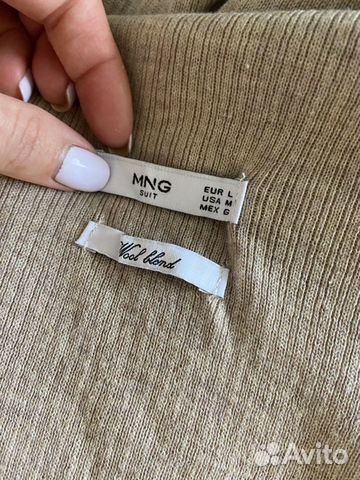 MNG
SUIT
EUR L
USA M
MEX G
Wool blend
Avito